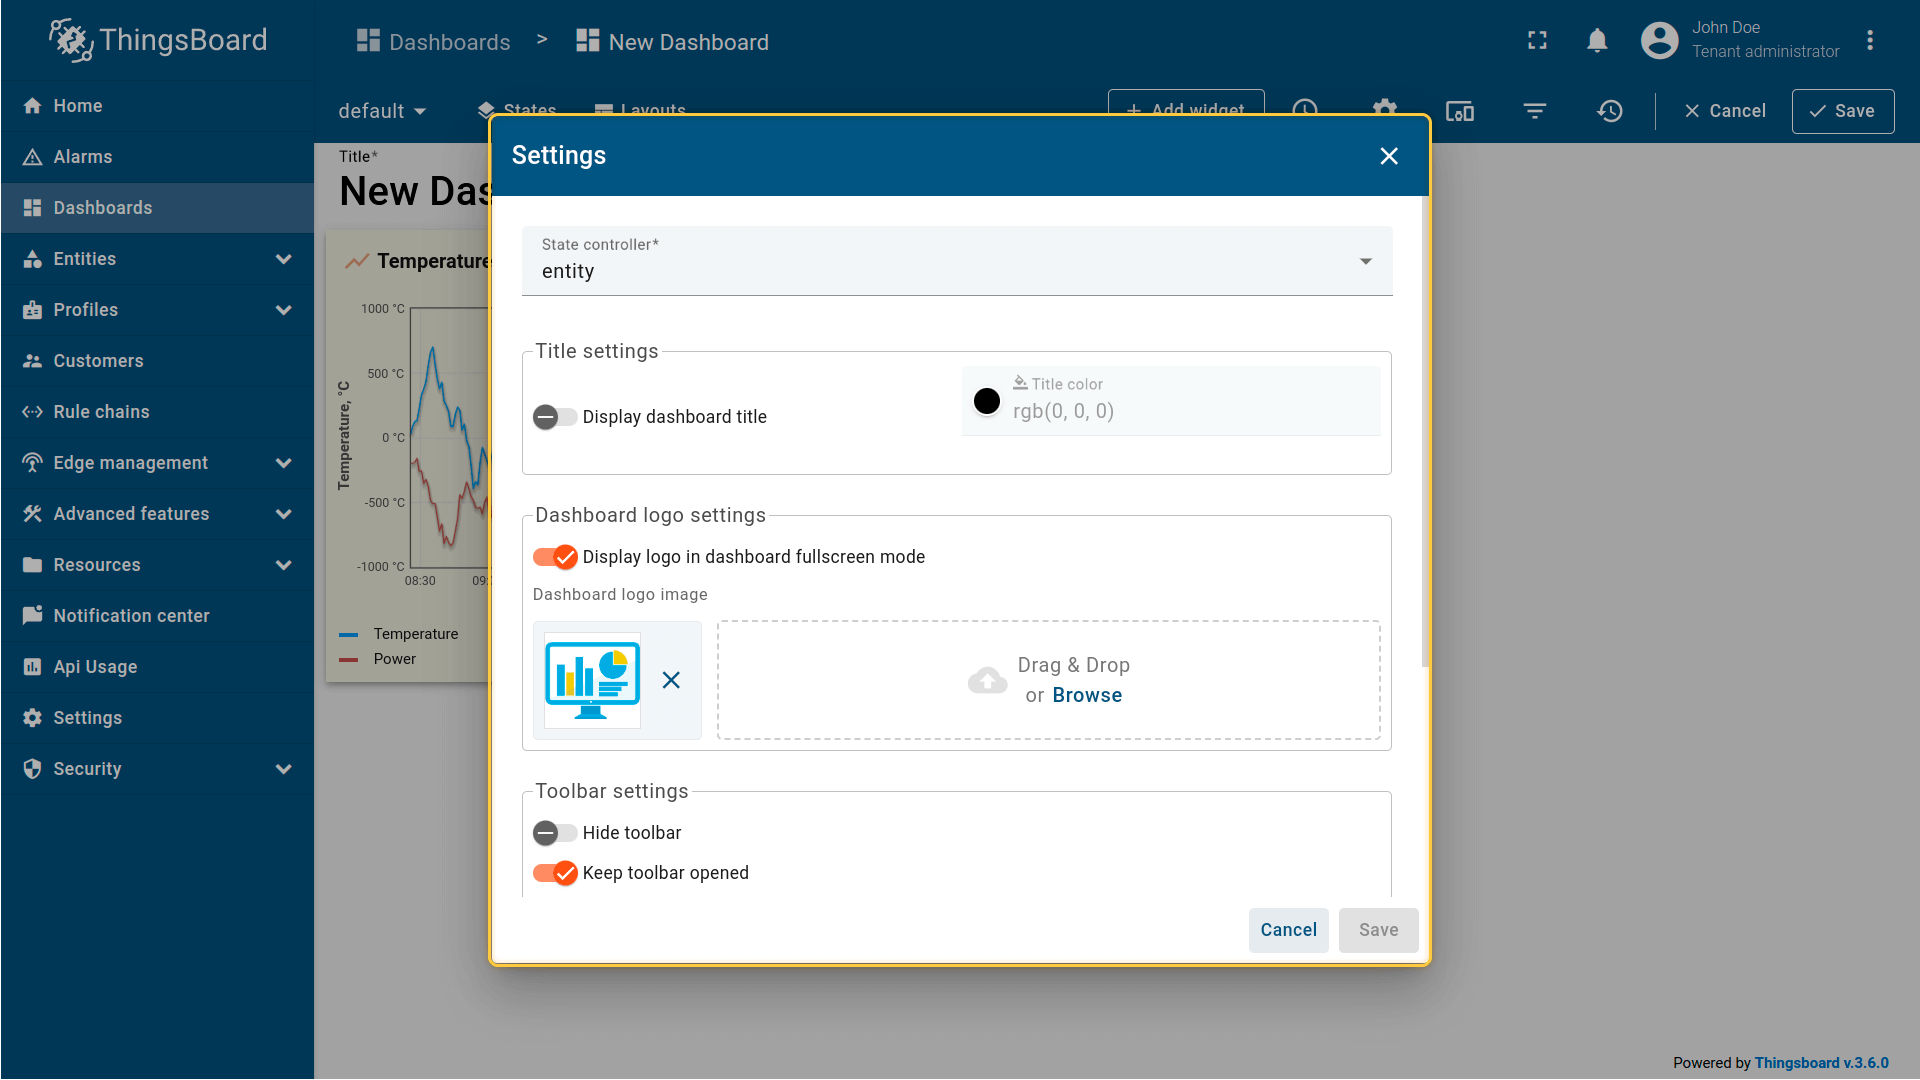 ThingsBoard
Dashboards > New Dashboard
John Doe
Tenant administrator
Home
Alarms
Dashboards
Entities
Profiles
Customers
Rule chains
Edge management
Advanced features
Resources
Notification center
Api Usage
Settings
Security
default
States
Layouts
+ Add widget
Cancel
Save
Title*
New Das
Temperature
1000 °C
500 °C
0 °C
-500 °C
-1000 °C
Temperature, °C
08:30
09:
Temperature
Power
Settings
State controller*
entity
Title settings
Display dashboard title
Title color
rgb(0, 0, 0)
Dashboard logo settings
Display logo in dashboard fullscreen mode
Dashboard logo image
Drag & Drop
or Browse
Toolbar settings
Hide toolbar
Keep toolbar opened
Cancel
Save
Powered by Thingsboard v.3.6.0